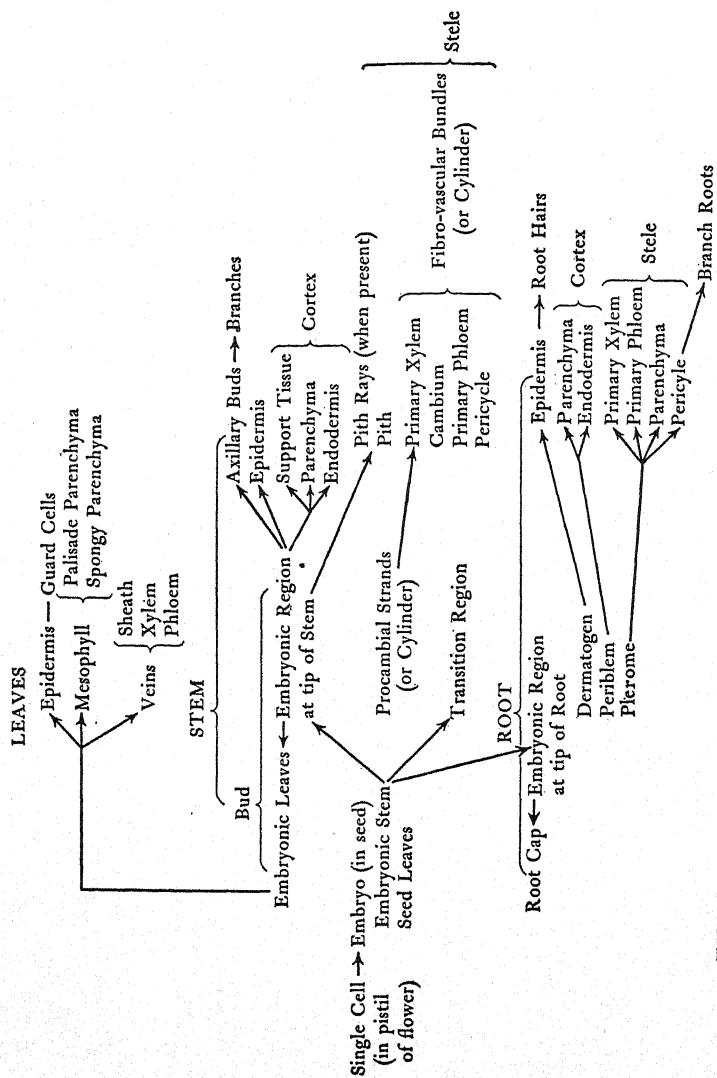 LEAVES
Epidermis — Guard Cells
Mesophyll
Palisade Parenchyma
Spongy Parenchyma
Veins
Sheath
Xylem
Phloem
STEM
Bud
Embryonic Leaves ← Embryonic Region
at tip of Stem
Axillary Buds → Branches
Epidermis
Support Tissue
Parenchyma
Endodermis
Cortex
Pith Rays (when present)
Pith
Procambial Strands
(or Cylinder)
Primary Xylem
Cambium
Primary Phloem
Pericycle
Fibro-vascular Bundles
(or Cylinder)
Stele
Single Cell → Embryo (in seed)
(in pistil
of flower)
Embryonic Stem
Seed Leaves
Transition Region
ROOT
Root Cap ← Embryonic Region
at tip of Root
Dermatogen
Periblem
Plerome
Epidermis → Root Hairs
Parenchyma
Endodermis
Cortex
Primary Xylem
Primary Phloem
Parenchyma
Pericyle
Stele
Branch Roots